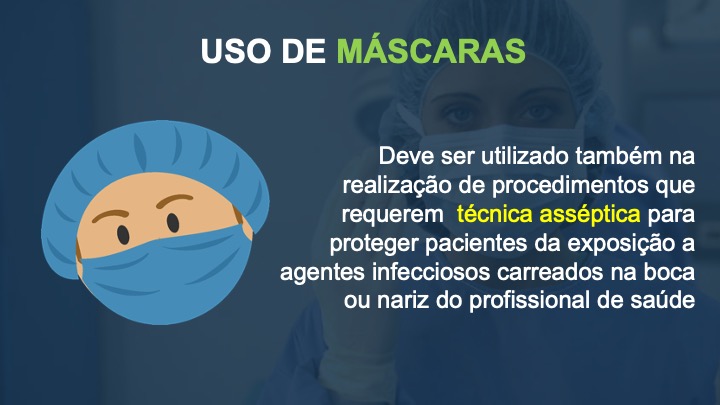 USO DE MÁSCARAS
Deve ser utilizado também na
realização de procedimentos que
requerem técnica asséptica para
proteger pacientes da exposição a
agentes infecciosos carreados na boca
ou nariz do profissional de saúde